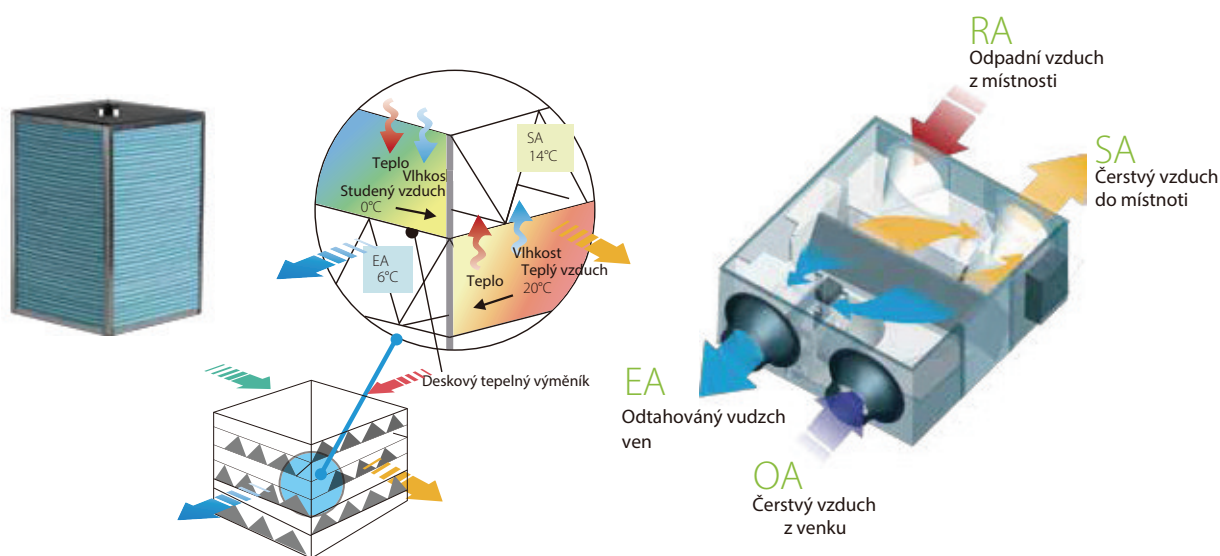 SA
14°C
Teplo
Vlhkos
Studený vzduch
0°C
EA
6°C
Vlhkost
Teplý vzduch
Teplo
20°C
Deskový tepelný výměník
RA
Odpadní vzduch
z místnosti
SA
Čerstvý vzduch
do místnoti
EA
Odtahováný vudzch
ven
OA
Čerstvý vzduch
z venku